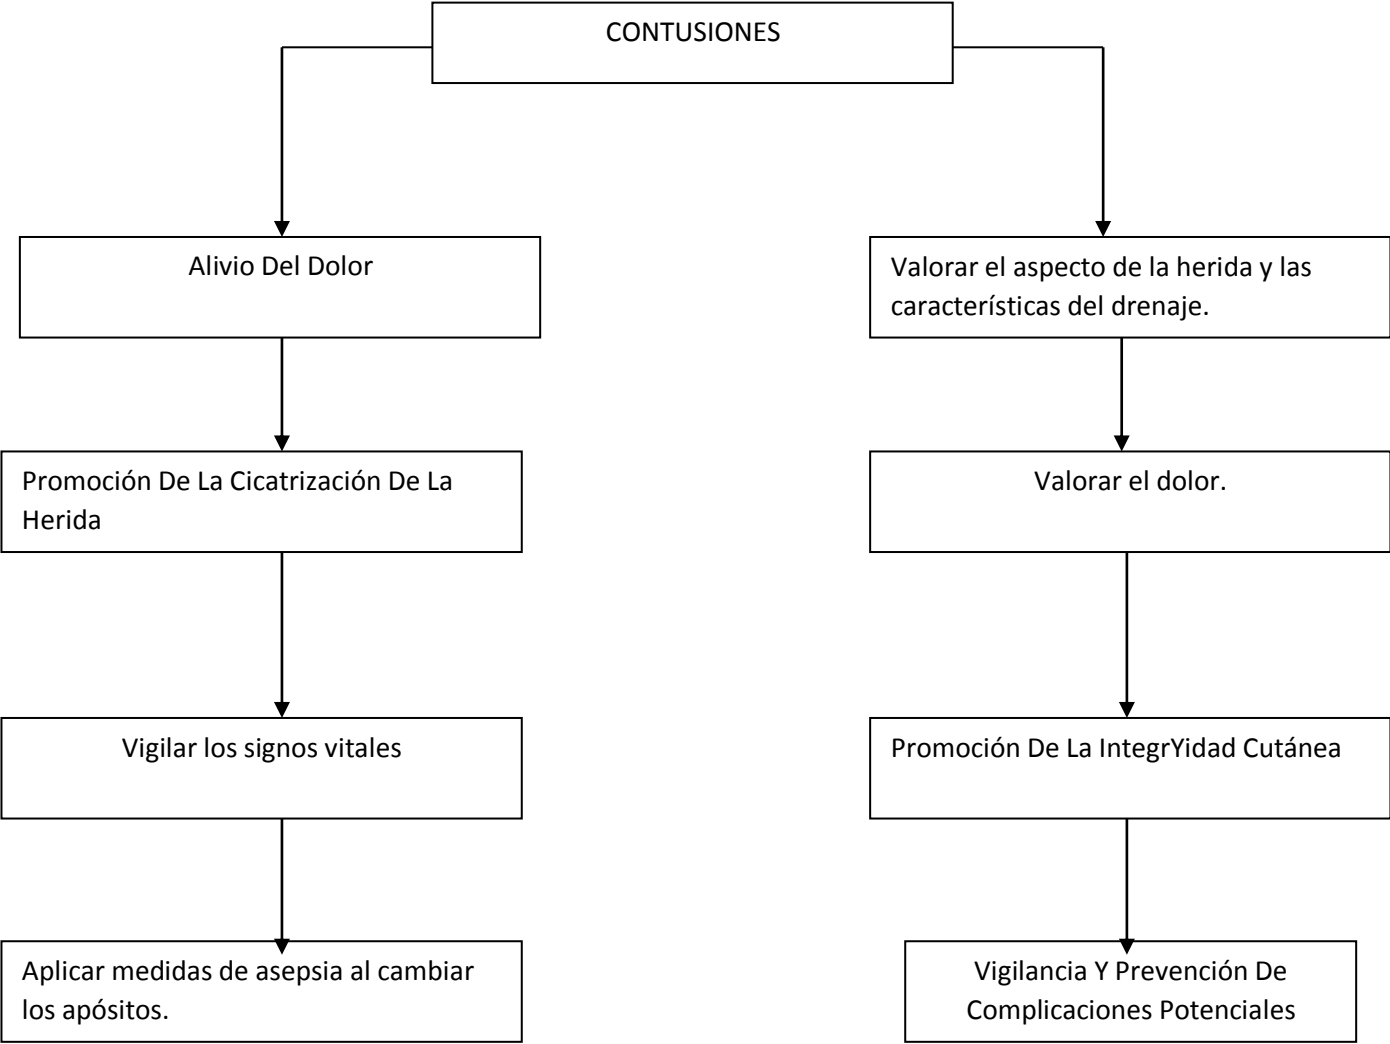 CONTUSIONES
Alivio Del Dolor
Valorar el aspecto de la herida y las
características del drenaje.
Promoción De La Cicatrización De La
Herida
Valorar el dolor.
Vigilar los signos vitales
Promoción De La IntegrYidad Cutánea
Aplicar medidas de asepsia al cambiar
los apósitos.
Vigilancia Y Prevención De
Complicaciones Potenciales